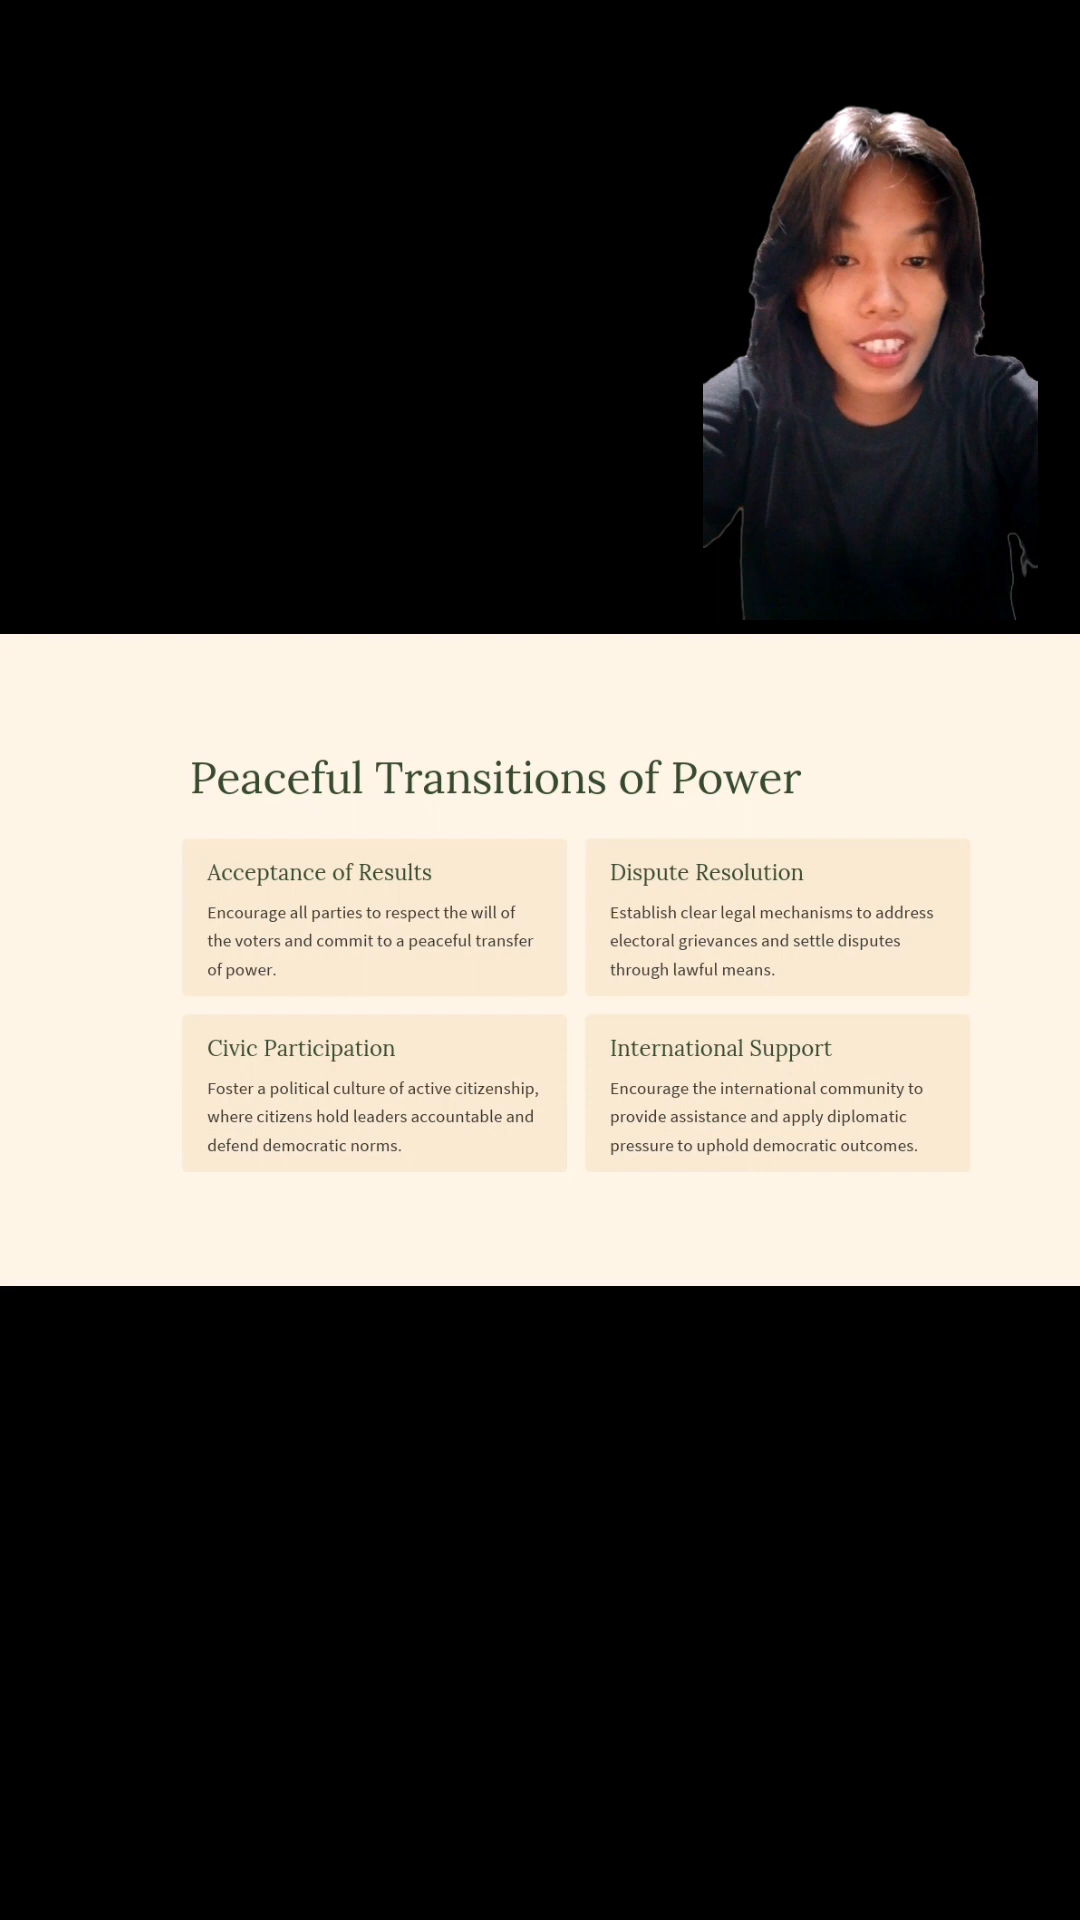 Peaceful Transitions of Power
Acceptance of Results
Encourage all parties to respect the will of
the voters and commit to a peaceful transfer
of power.
Dispute Resolution
Establish clear legal mechanisms to address
electoral grievances and settle disputes
through lawful means.
Civic Participation
Foster a political culture of active citizenship,
where citizens hold leaders accountable and
defend democratic norms.
International Support
Encourage the international community to
provide assistance and apply diplomatic
pressure to uphold democratic outcomes.